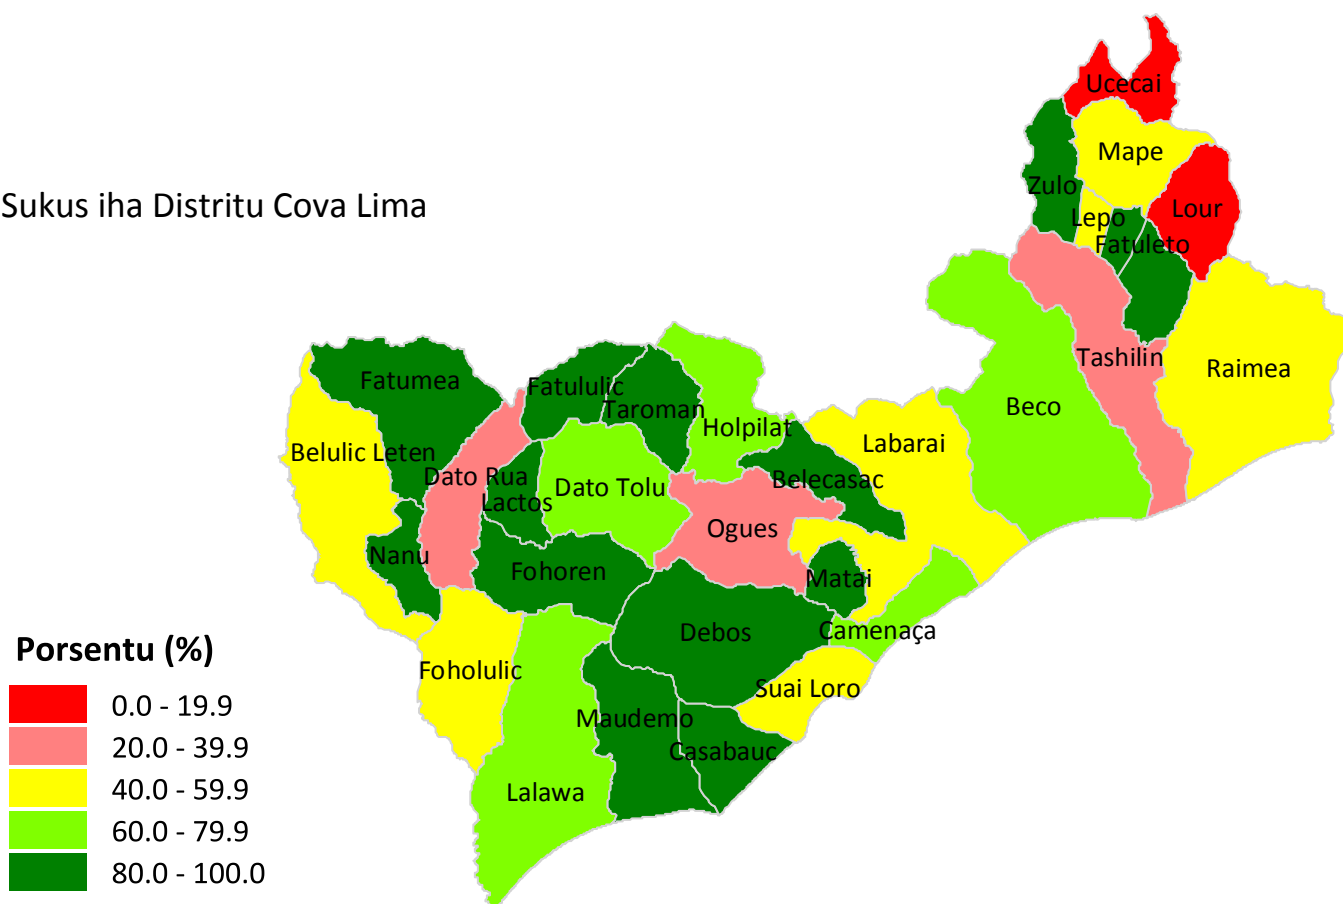 Ucecai
Mape
Zulo
Lour
Sukus iha Distritu Cova Lima
Lepo
Fatuleto
Tashilin
Raimea
Fatumea
Fatululic
Taroman
Beco
Holpilat
Labarai
Belulic Leten
Dato Rua
Belecasac
Dato Tolu
Lactos
Ogues
Nanu
Fohoren
Matai
Debos
Camenaça
Foholulic
Suai Loro
Maudemo
Casabauc
Lalawa
Porsentu (%)
0.0 - 19.9
20.0 - 39.9
40.0 - 59.9
60.0 - 79.9
80.0 - 100.0